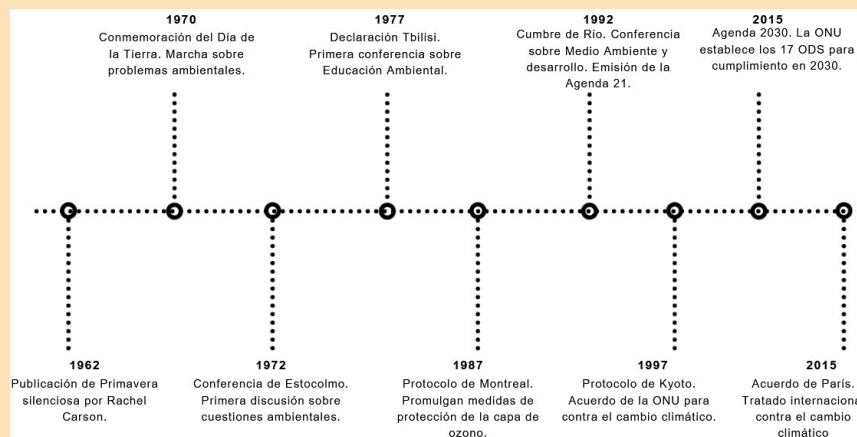 1970
Conmemoración del Día de
la Tierra. Marcha sobre
problemas ambientales.
1977
Declaración Tbilisi.
Primera conferencia sobre
Educación Ambiental.
1992
Cumbre de Río. Conferencia
sobre Medio Ambiente y
desarrollo. Emisión de la
Agenda 21.
2015
Agenda 2030. La ONU
establece los 17 ODS para
cumplimiento en 2030.
1962
Publicación de Primavera
silenciosa por Rachel
Carson.
1972
Conferencia de Estocolmo.
Primera discusión sobre
cuestiones ambientales.
1987
Protocolo de Montreal.
Promulgan medidas de
protección de la capa de
ozono.
1997
Protocolo de Kyoto.
Acuerdo de la ONU para
contra el cambio climático.
2015
Acuerdo de París.
Tratado internacional
contra el cambio
climático